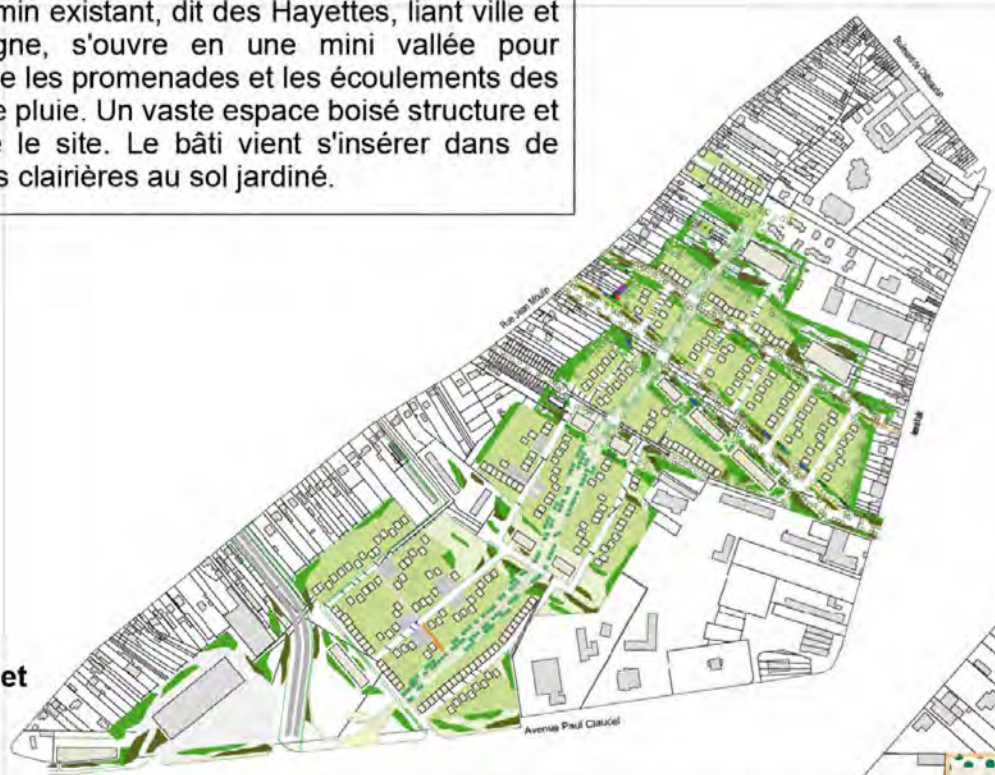 min existant, dit des Hayettes, liant ville et
gne, s'ouvre en une mini vallée pour
e les promenades et les écoulements des
e pluie. Un vaste espace boisé structure et
e le site. Le bâti vient s'insérer dans de
s clairières au sol jardiné.
Rue Jean Moulin
et
Avenue Paul Claudel